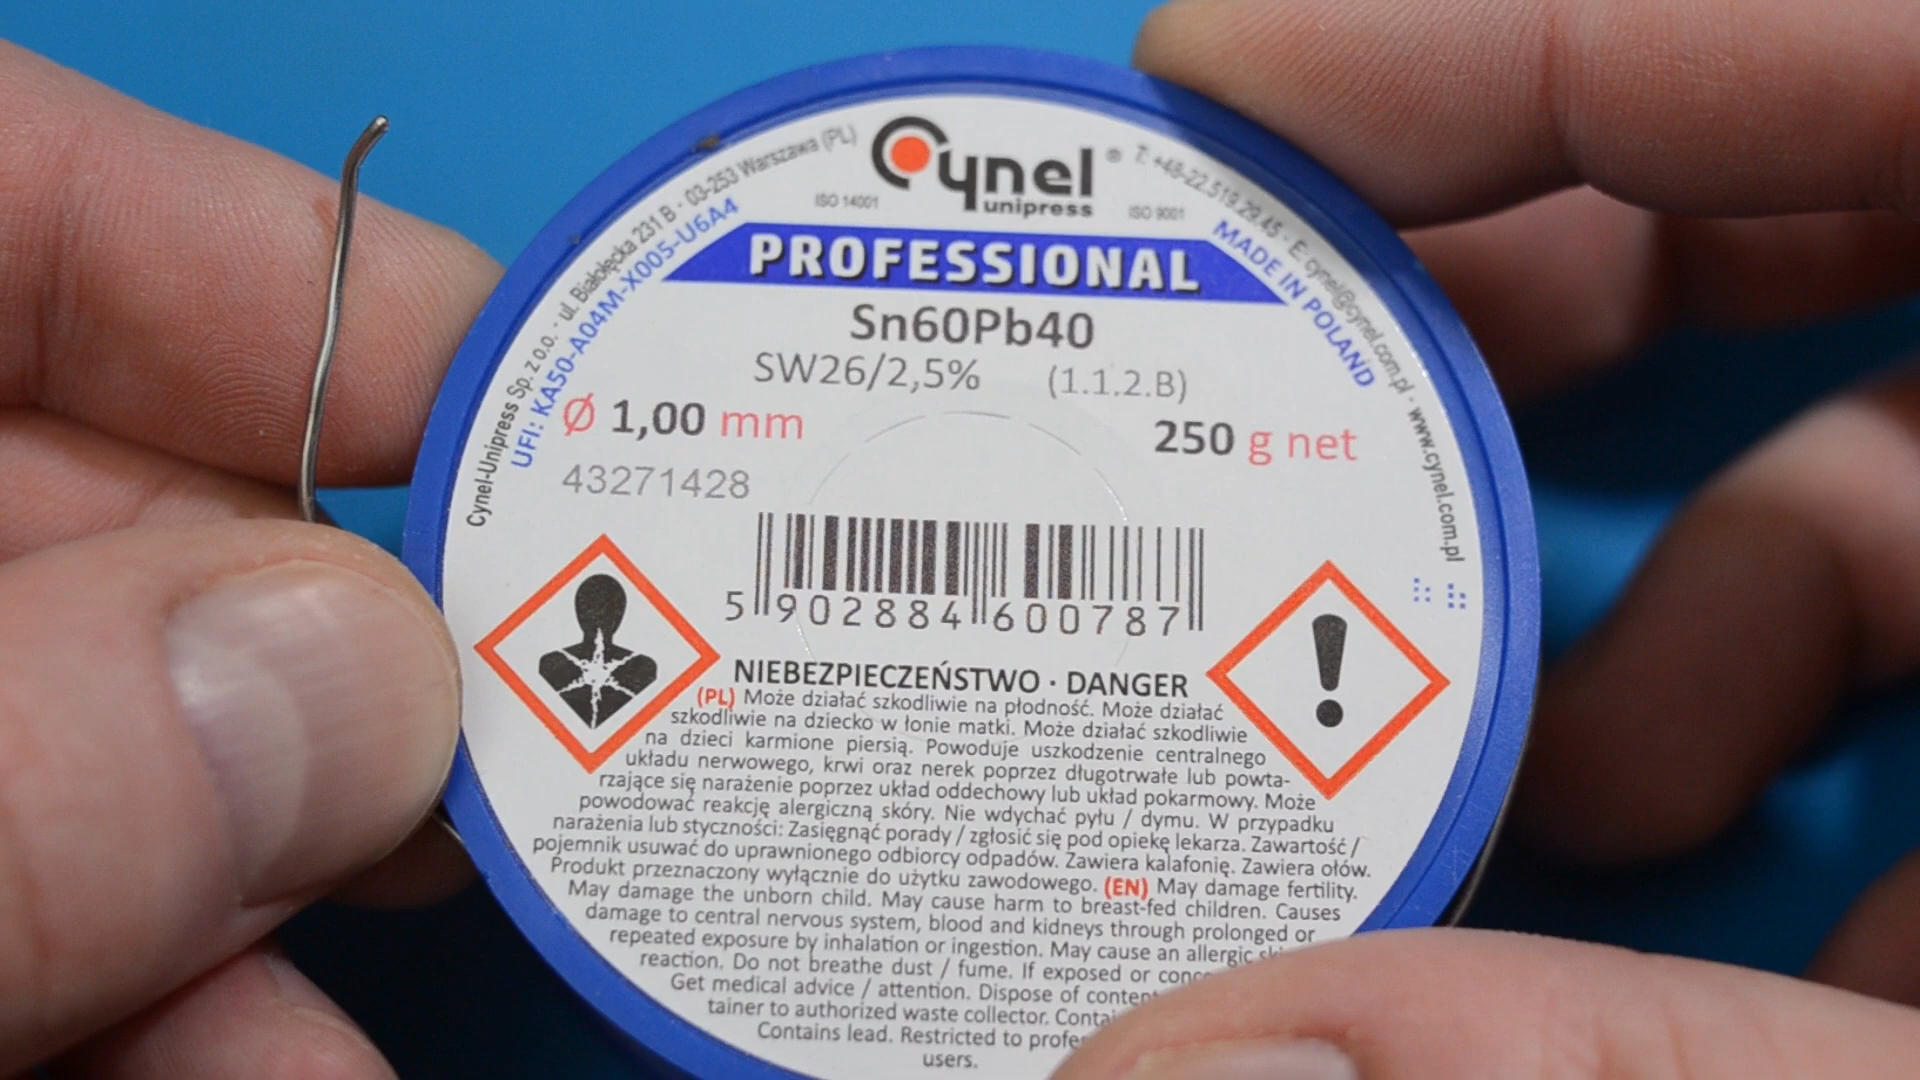 Cynel®
unipress
ISO 14001
ISO 9001
Cynel-Unipress Sp. z o.o. · ul. Białołęcka 231 B · 03-253 Warszawa (PL)
UFI: KA50-A04M-X005-U6A4
T: +48-22.519.29.45 · E: cynel@cynel.com.pl · www.cynel.com.pl
MADE IN POLAND
PROFESSIONAL
Sn60Pb40
SW26/2,5% (1.1.2.B)
Ø 1,00 mm
250 g net
43271428
5 902884 600787
NIEBEZPIECZEŃSTWO · DANGER
(PL) Może działać szkodliwie na płodność. Może działać
szkodliwie na dziecko w łonie matki. Może działać szkodliwie
na dzieci karmione piersią. Powoduje uszkodzenie centralnego
układu nerwowego, krwi oraz nerek poprzez długotrwałe lub powta-
rzające się narażenie poprzez układ oddechowy lub układ pokarmowy. Może
powodować reakcję alergiczną skóry. Nie wdychać pyłu / dymu. W przypadku
narażenia lub styczności: Zasięgnąć porady / zgłosić się pod opiekę lekarza. Zawartość /
pojemnik usuwać do uprawnionego odbiorcy odpadów. Zawiera kalafonię. Zawiera ołów.
Produkt przeznaczony wyłącznie do użytku zawodowego. (EN) May damage fertility.
May damage the unborn child. May cause harm to breast-fed children. Causes
damage to central nervous system, blood and kidneys through prolonged or
repeated exposure by inhalation or ingestion. May cause an allergic
reaction. Do not breathe dust / fume. If exposed or
Get medical advice / attention. Dispose of
tainer to authorized waste collector.
Contains lead. Restricted to
users.